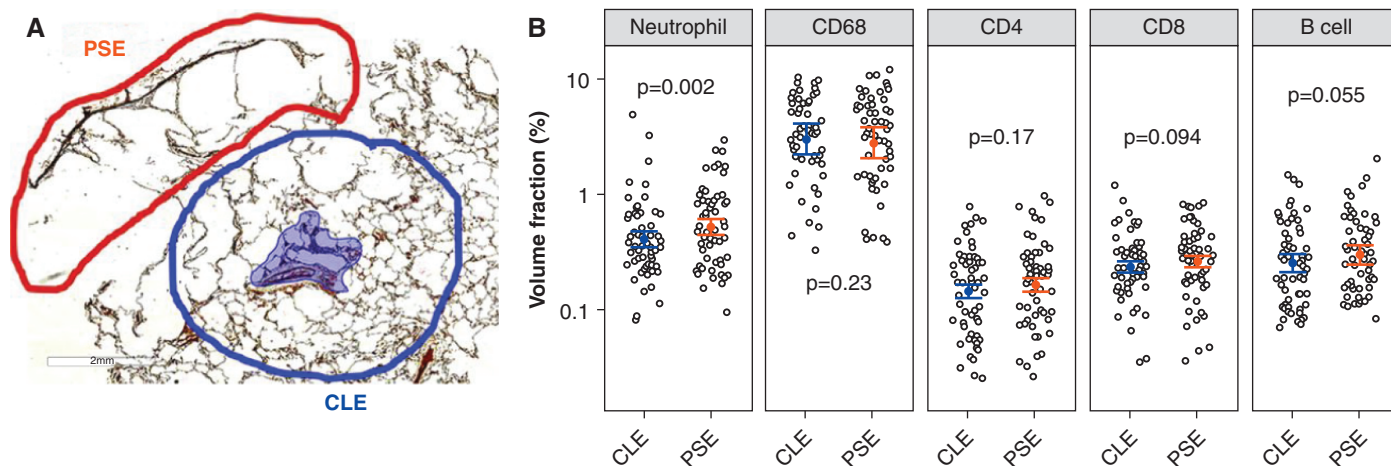 A
PSE
2mm
CLE
B
Neutrophil
CD68
CD4
CD8
B cell
Volume fraction (%)
10
1
0.1
p=0.002
p=0.23
p=0.17
p=0.094
p=0.055
CLE
PSE
CLE
PSE
CLE
PSE
CLE
PSE
CLE
PSE